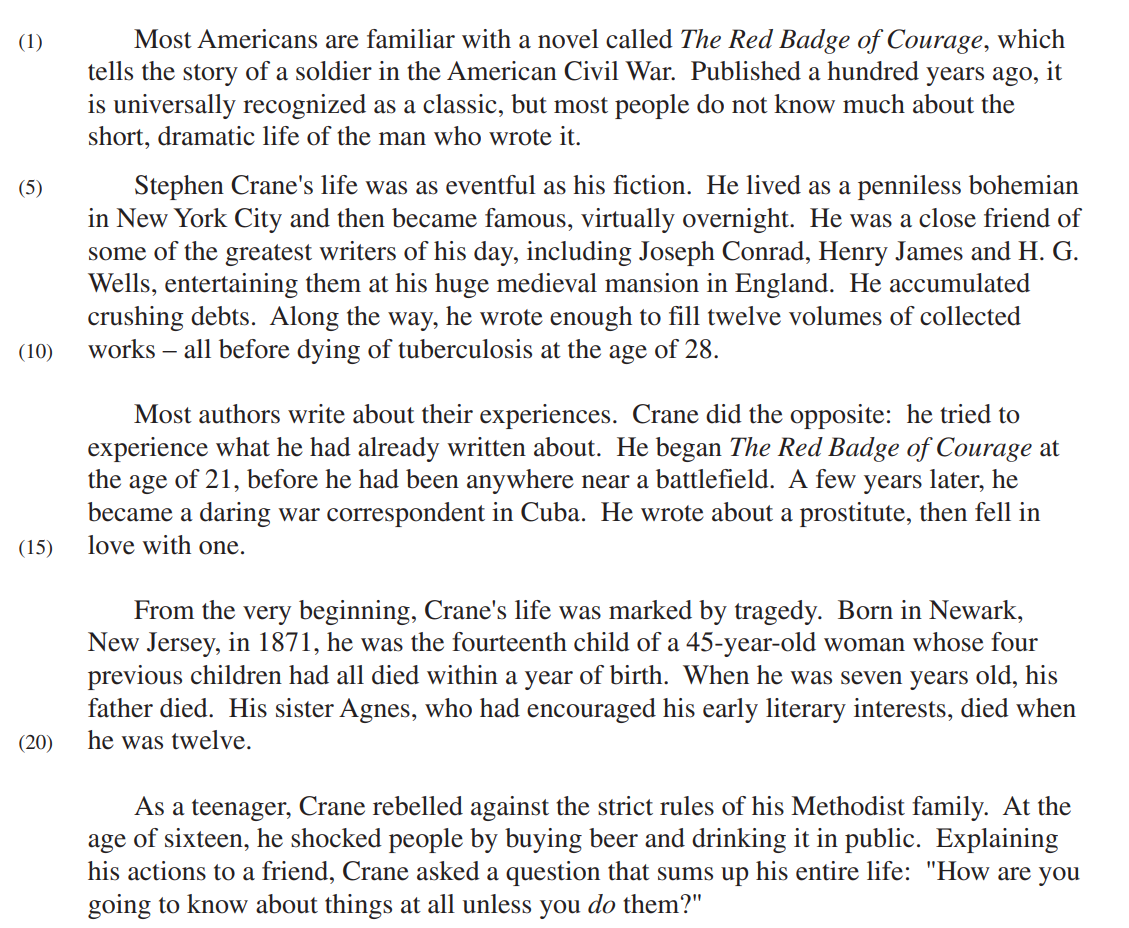 (1) Most Americans are familiar with a novel called The Red Badge of Courage, which
tells the story of a soldier in the American Civil War.  Published a hundred years ago, it
is universally recognized as a classic, but most people do not know much about the
short, dramatic life of the man who wrote it.
(5) Stephen Crane's life was as eventful as his fiction.  He lived as a penniless bohemian
in New York City and then became famous, virtually overnight.  He was a close friend of
some of the greatest writers of his day, including Joseph Conrad, Henry James and H. G.
Wells, entertaining them at his huge medieval mansion in England.  He accumulated
crushing debts.  Along the way, he wrote enough to fill twelve volumes of collected
(10) works – all before dying of tuberculosis at the age of 28.
Most authors write about their experiences.  Crane did the opposite:  he tried to
experience what he had already written about.  He began The Red Badge of Courage at
the age of 21, before he had been anywhere near a battlefield.  A few years later, he
became a daring war correspondent in Cuba.  He wrote about a prostitute, then fell in
(15) love with one.
From the very beginning, Crane's life was marked by tragedy.  Born in Newark,
New Jersey, in 1871, he was the fourteenth child of a 45-year-old woman whose four
previous children had all died within a year of birth.  When he was seven years old, his
father died.  His sister Agnes, who had encouraged his early literary interests, died when
(20) he was twelve.
As a teenager, Crane rebelled against the strict rules of his Methodist family.  At the
age of sixteen, he shocked people by buying beer and drinking it in public.  Explaining
his actions to a friend, Crane asked a question that sums up his entire life:  "How are you
going to know about things at all unless you do them?"